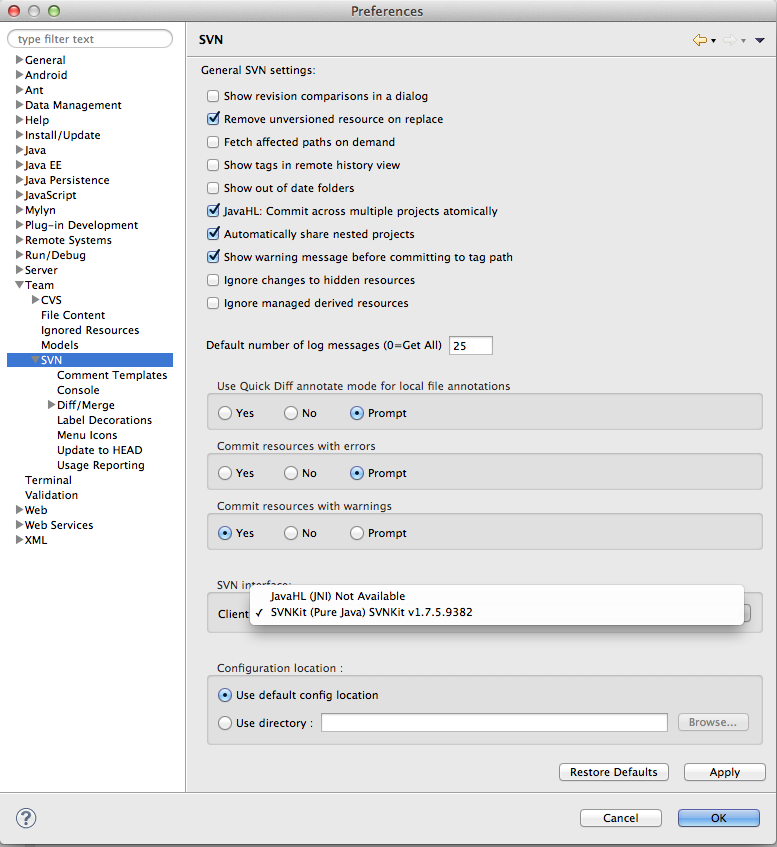 Preferences
type filter text
General
Android
Ant
Data Management
Help
Install/Update
Java
Java EE
Java Persistence
JavaScript
Mylyn
Plug-in Development
Remote Systems
Run/Debug
Server
Team
CVS
File Content
Ignored Resources
Models
SVN
Comment Templates
Console
Diff/Merge
Label Decorations
Menu Icons
Update to HEAD
Usage Reporting
Terminal
Validation
Web
Web Services
XML
SVN
General SVN settings:
Show revision comparisons in a dialog
Remove unversioned resource on replace
Fetch affected paths on demand
Show tags in remote history view
Show out of date folders
JavaHL: Commit across multiple projects atomically
Automatically share nested projects
Show warning message before committing to tag path
Ignore changes to hidden resources
Ignore managed derived resources
Default number of log messages (0=Get All) 25
Use Quick Diff annotate mode for local file annotations
Yes No Prompt
Commit resources with errors
Yes No Prompt
Commit resources with warnings
Yes No Prompt
SVN interface:
JavaHL (JNI) Not Available
Client ✓ SVNKit (Pure Java) SVNKit v1.7.5.9382
Configuration location :
Use default config location
Use directory : Browse...
Restore Defaults Apply
? Cancel OK